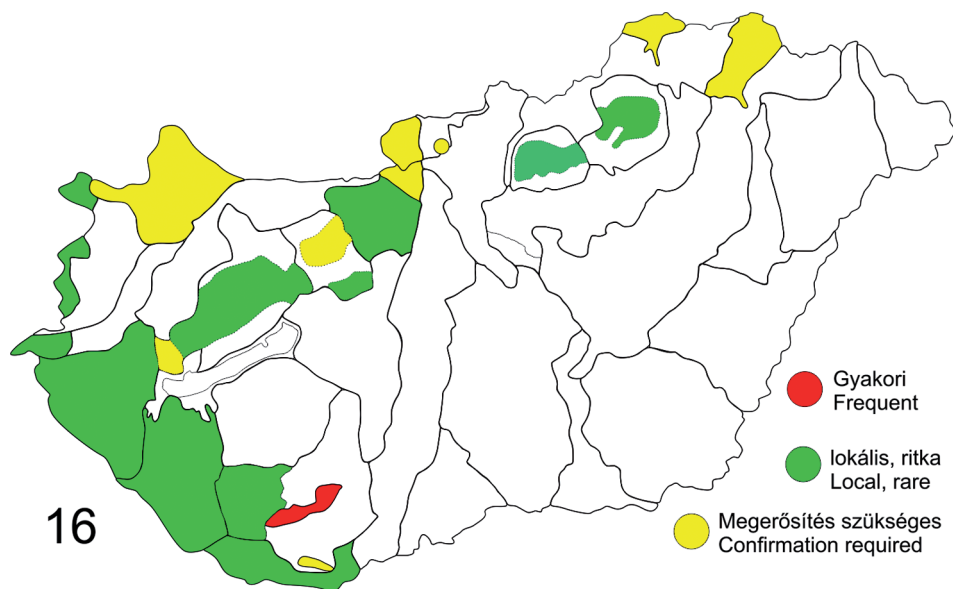 Gyakori
Frequent
lokális, ritka
Local, rare
Megerősítés szükséges
Confirmation required
16